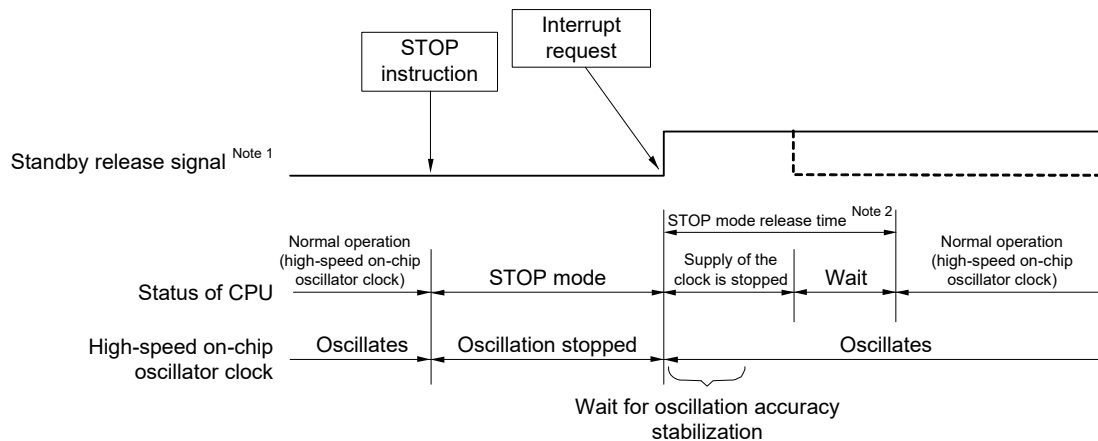 STOP
instruction
Interrupt
request
Standby release signal Note 1
STOP mode release time Note 2
Normal operation
(high-speed on-chip
oscillator clock)
Supply of the
clock is stopped
Normal operation
(high-speed on-chip
oscillator clock)
Status of CPU
STOP mode
Wait
High-speed on-chip
oscillator clock
Oscillates
Oscillation stopped
Oscillates
Wait for oscillation accuracy
stabilization